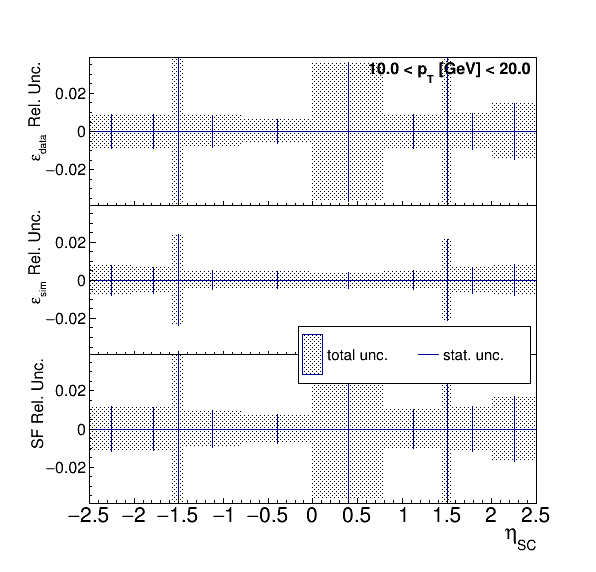 10.0 < p_T [GeV] < 20.0
ε_data Rel. Unc.
0.02
0
−0.02
ε_sim Rel. Unc.
0.02
0
−0.02
total unc. stat. unc.
SF Rel. Unc.
0.02
0
−0.02
−2.5 −2 −1.5 −1 −0.5 0 0.5 1 1.5 2 2.5
η_SC